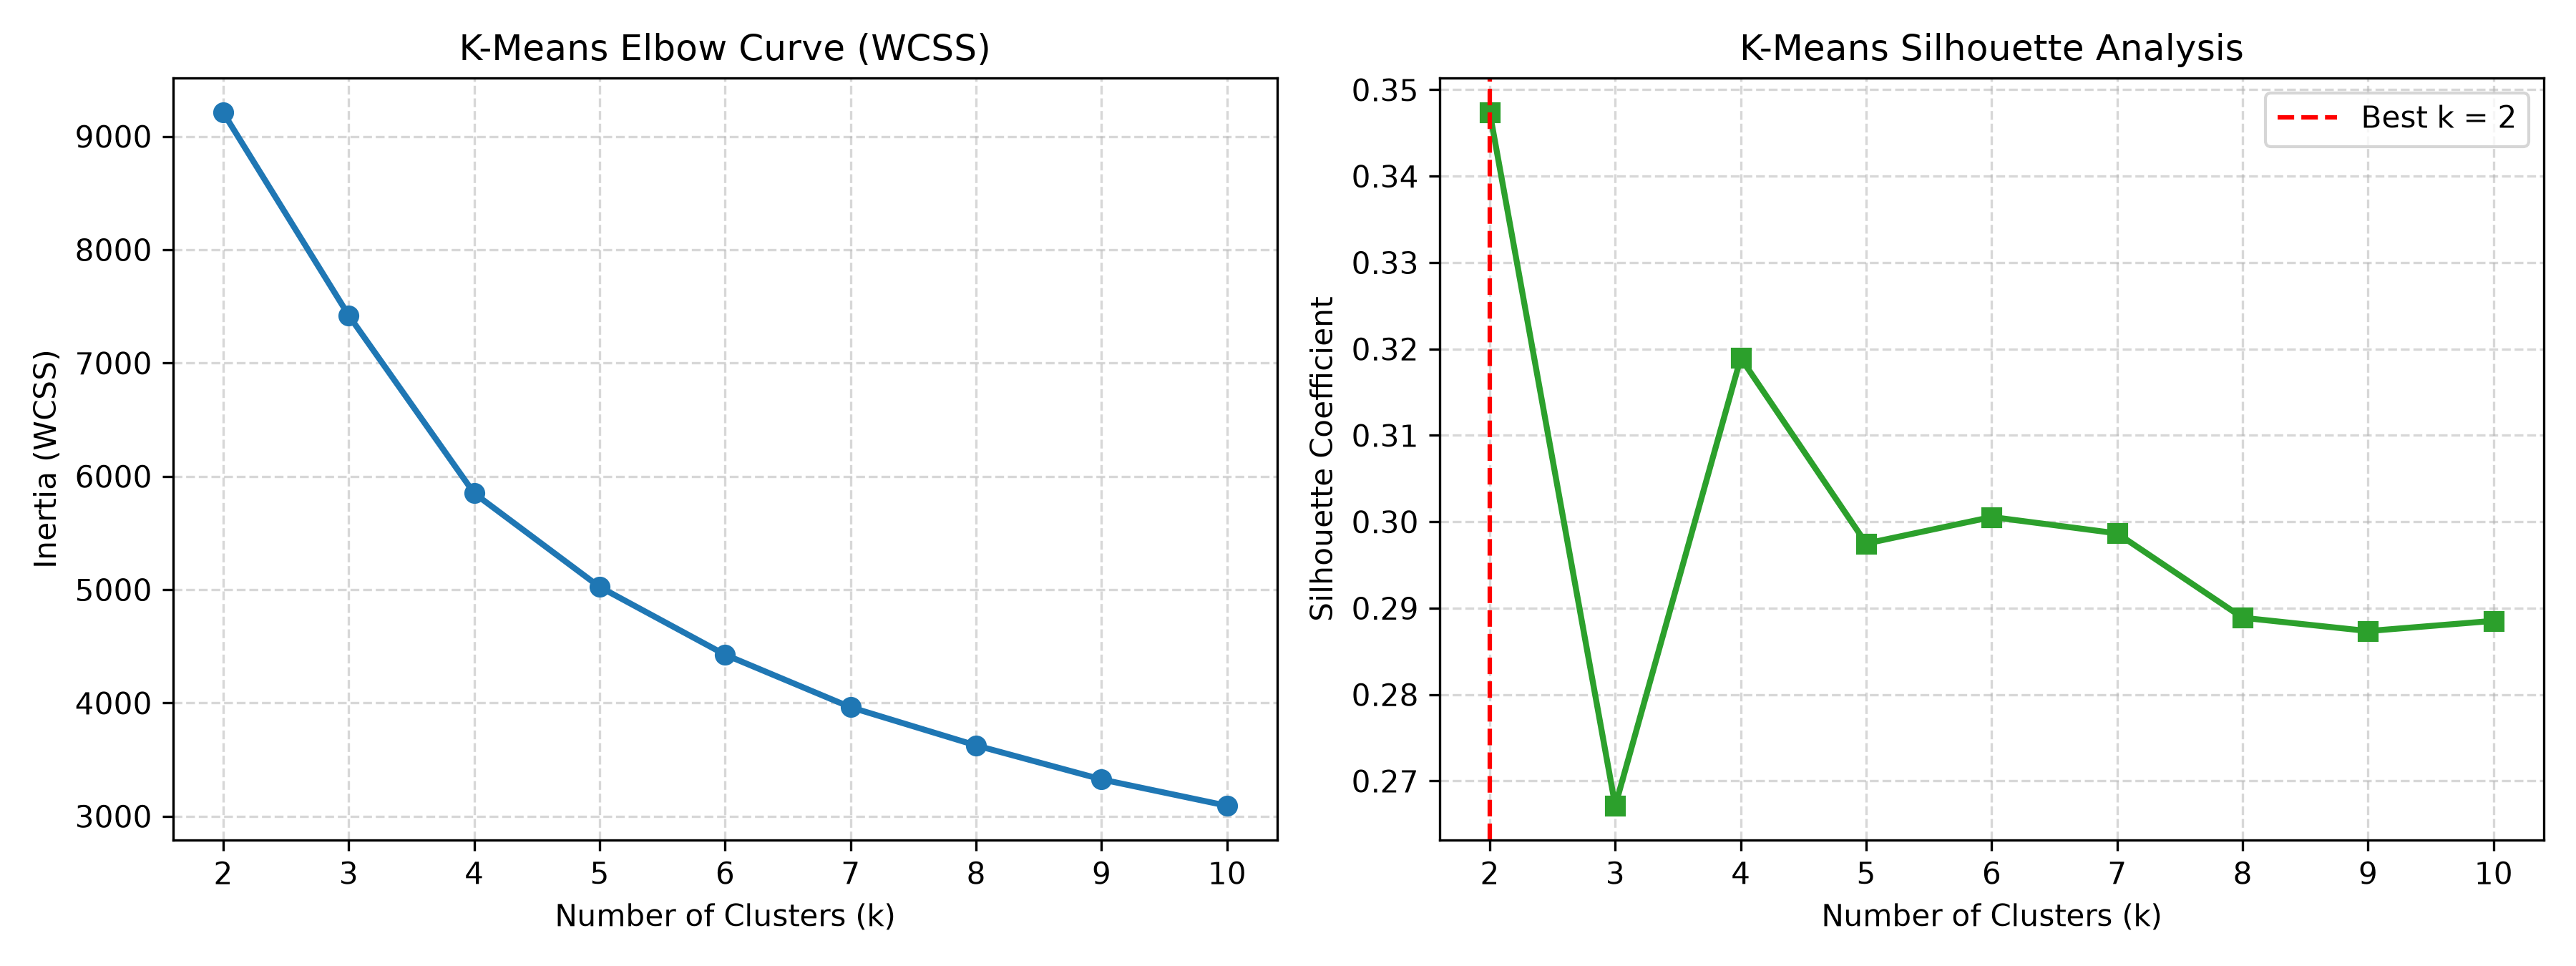 K-Means Elbow Curve (WCSS)
Inertia (WCSS)
9000
8000
7000
6000
5000
4000
3000
2 3 4 5 6 7 8 9 10
Number of Clusters (k)
K-Means Silhouette Analysis
Silhouette Coefficient
0.35
0.34
0.33
0.32
0.31
0.30
0.29
0.28
0.27
Best k = 2
2 3 4 5 6 7 8 9 10
Number of Clusters (k)